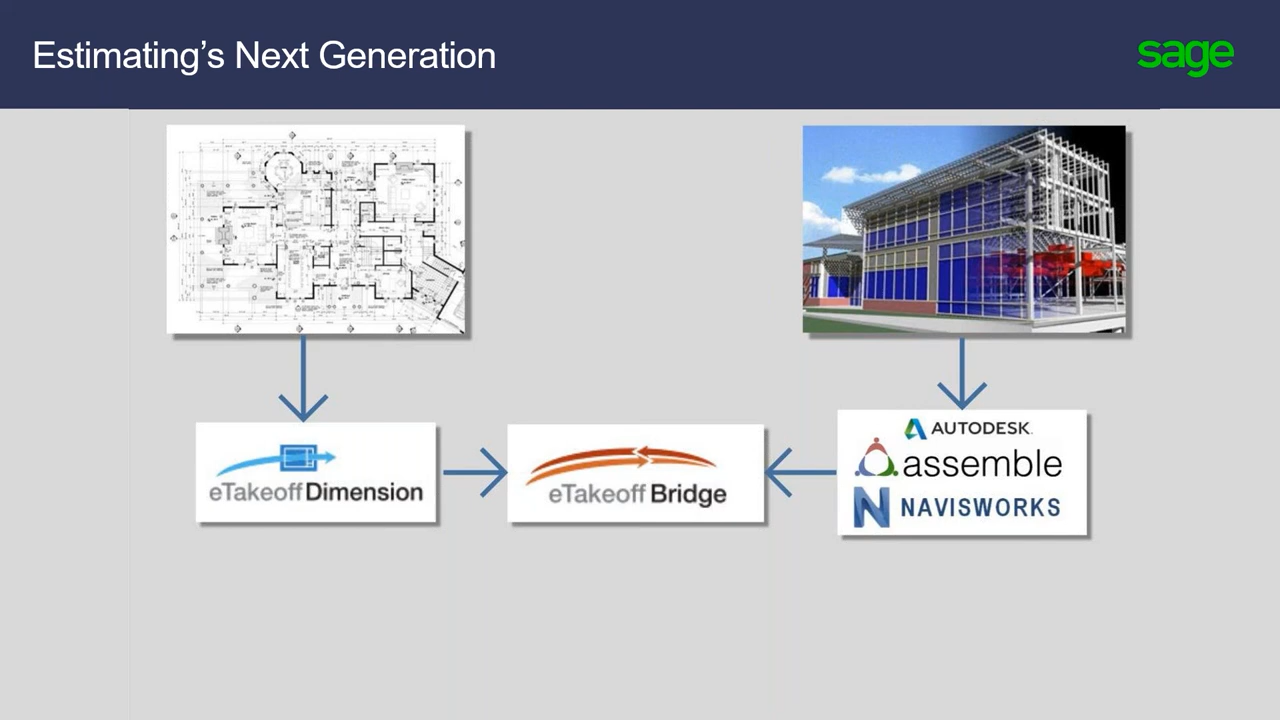 Estimating’s Next Generation
sage
eTakeoff Dimension
eTakeoff Bridge
AUTODESK.
assemble
NAVISWORKS